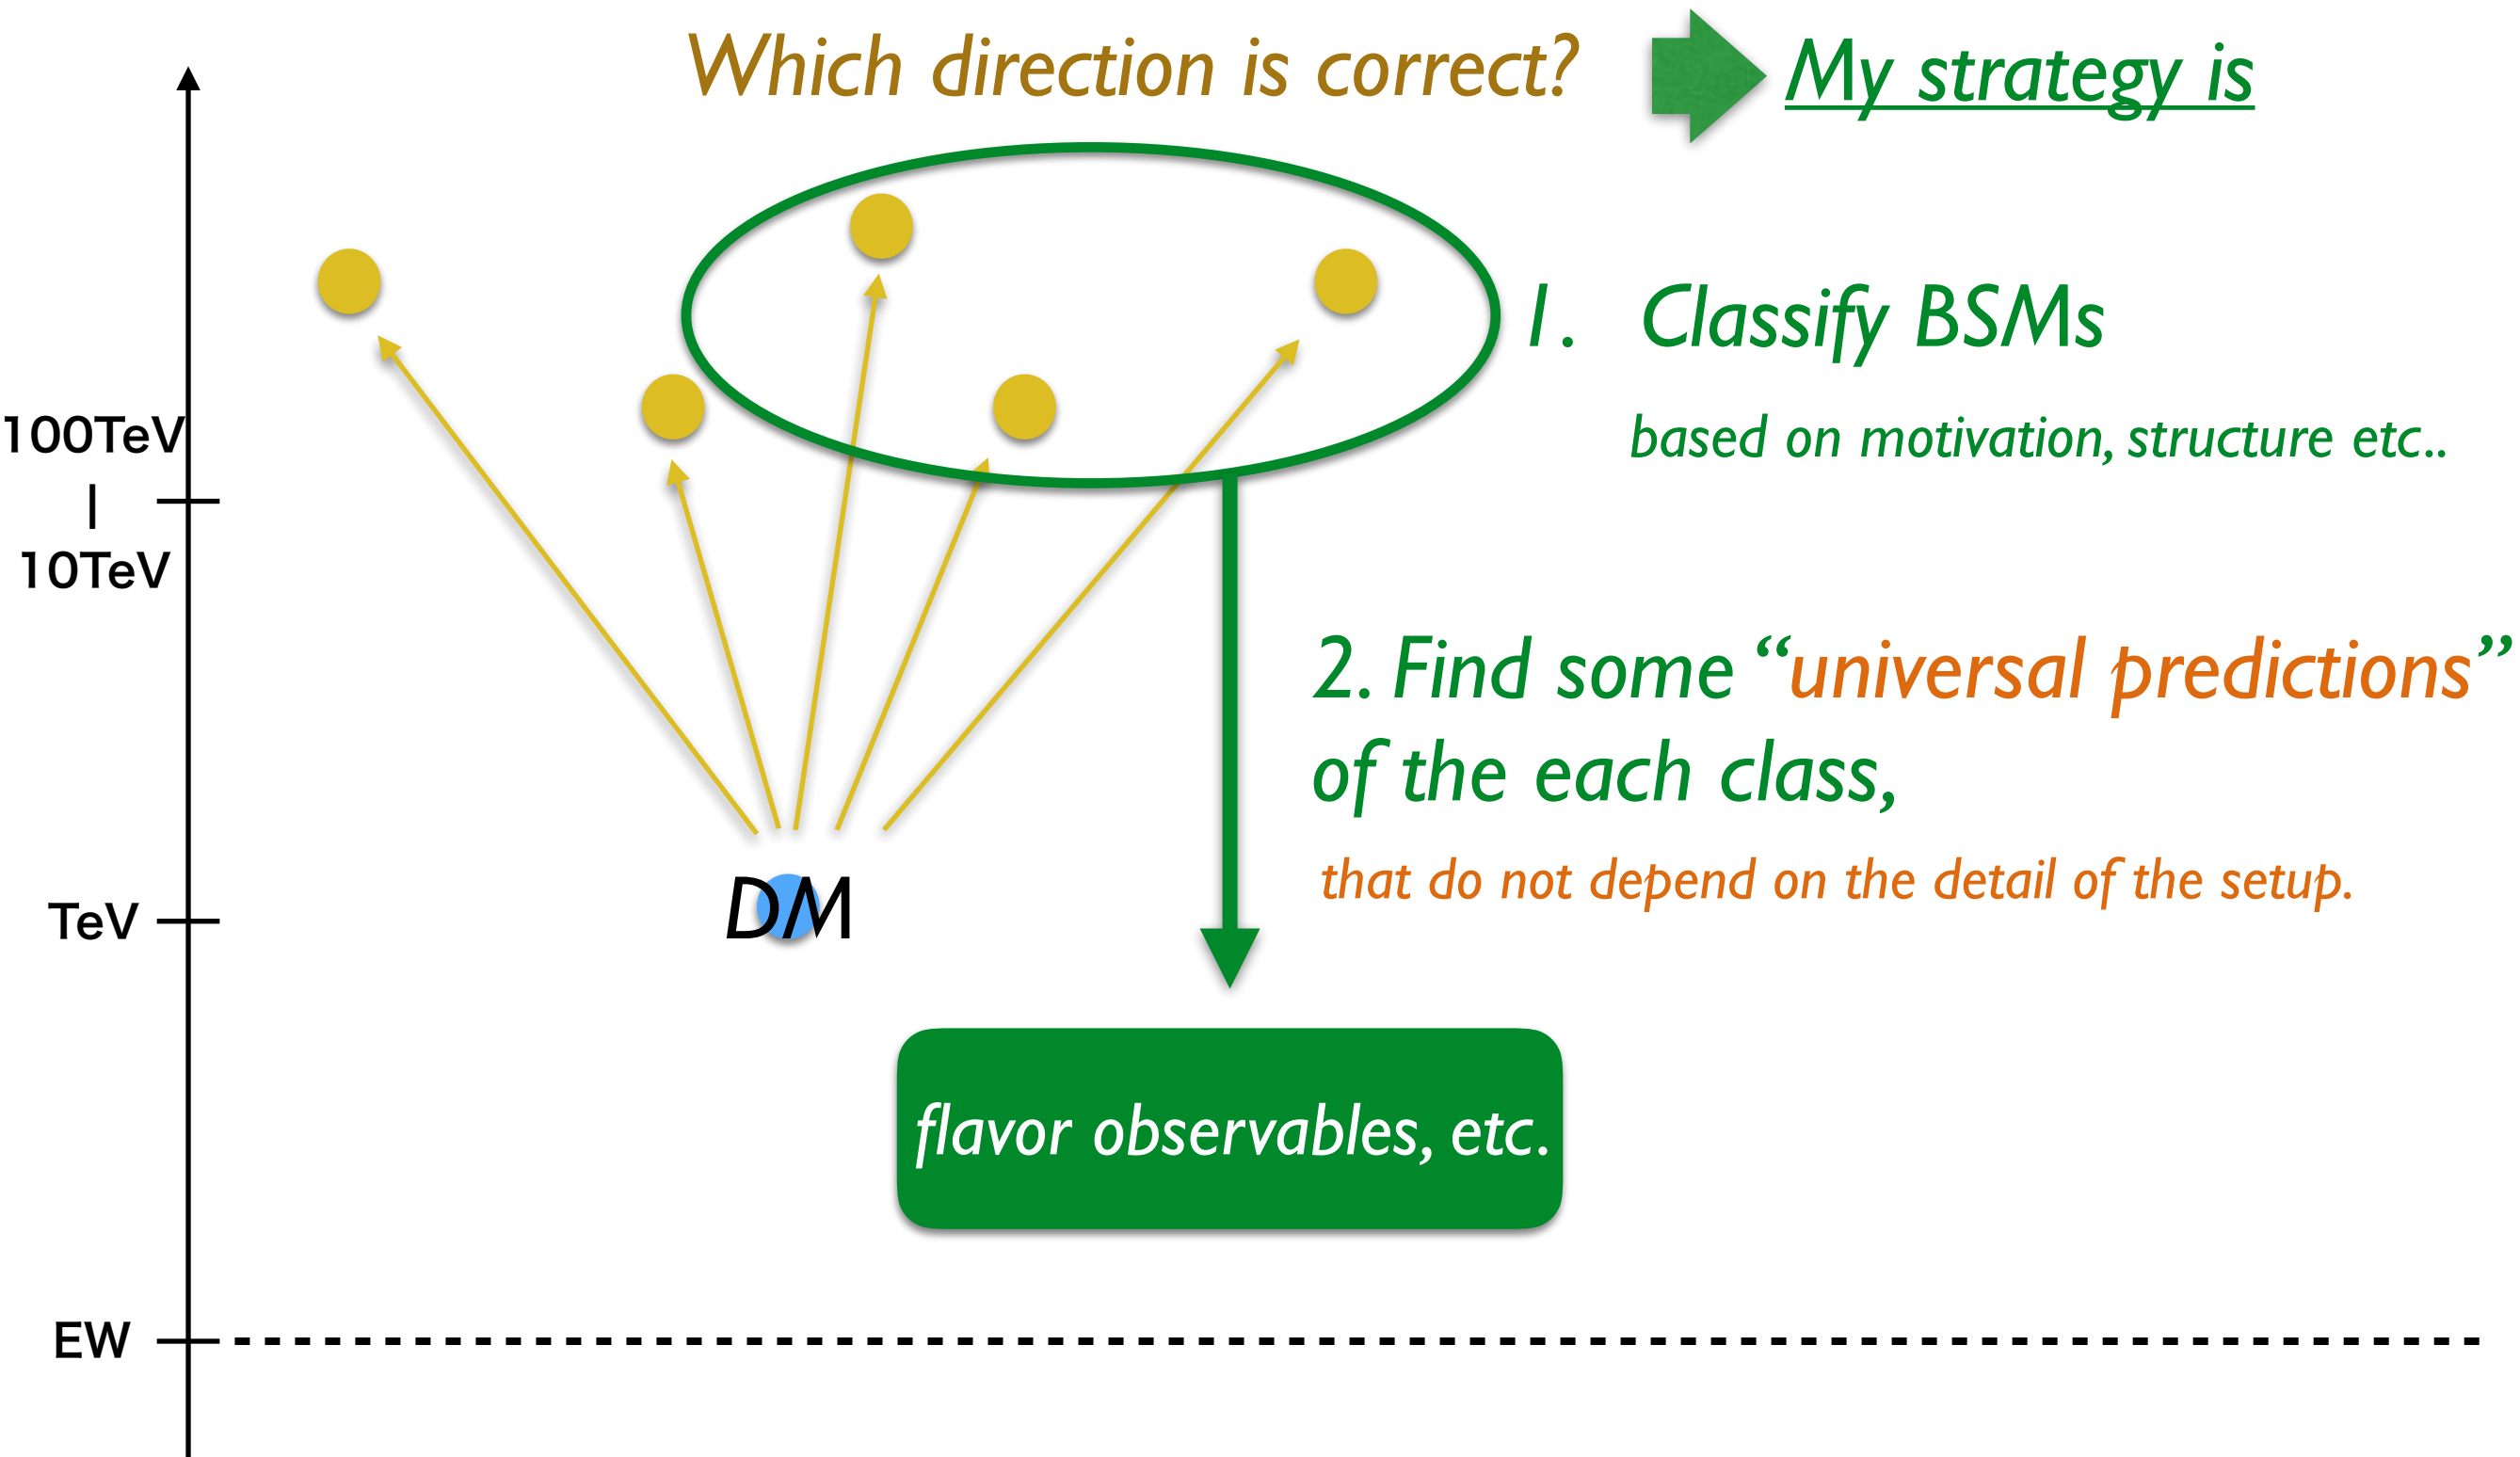 Which direction is correct?
My strategy is
1. Classify BSMs
based on motivation, structure etc..
100TeV
|
10TeV
2. Find some “universal predictions”
of the each class,
that do not depend on the detail of the setup.
DM
TeV
flavor observables, etc.
EW